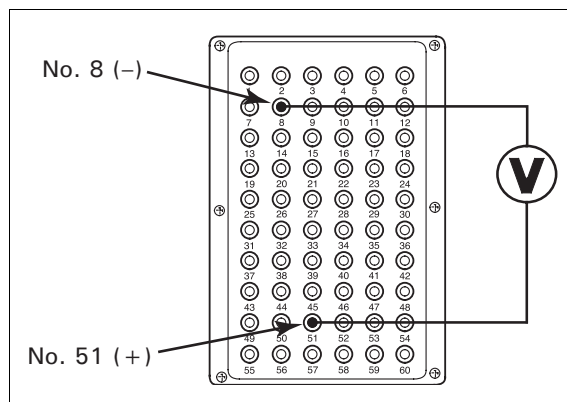 No. 8 (–)
2 3 4 5 6
7 8 9 10 11 12
13 14 15 16 17 18
V
19 20 21 22 23 24
25 26 27 28 29 30
31 32 33 34 35 36
37 38 39 40 41 42
43 44 45 46 47 48
49 50 51 52 53 54
No. 51 (+)
55 56 57 58 59 60